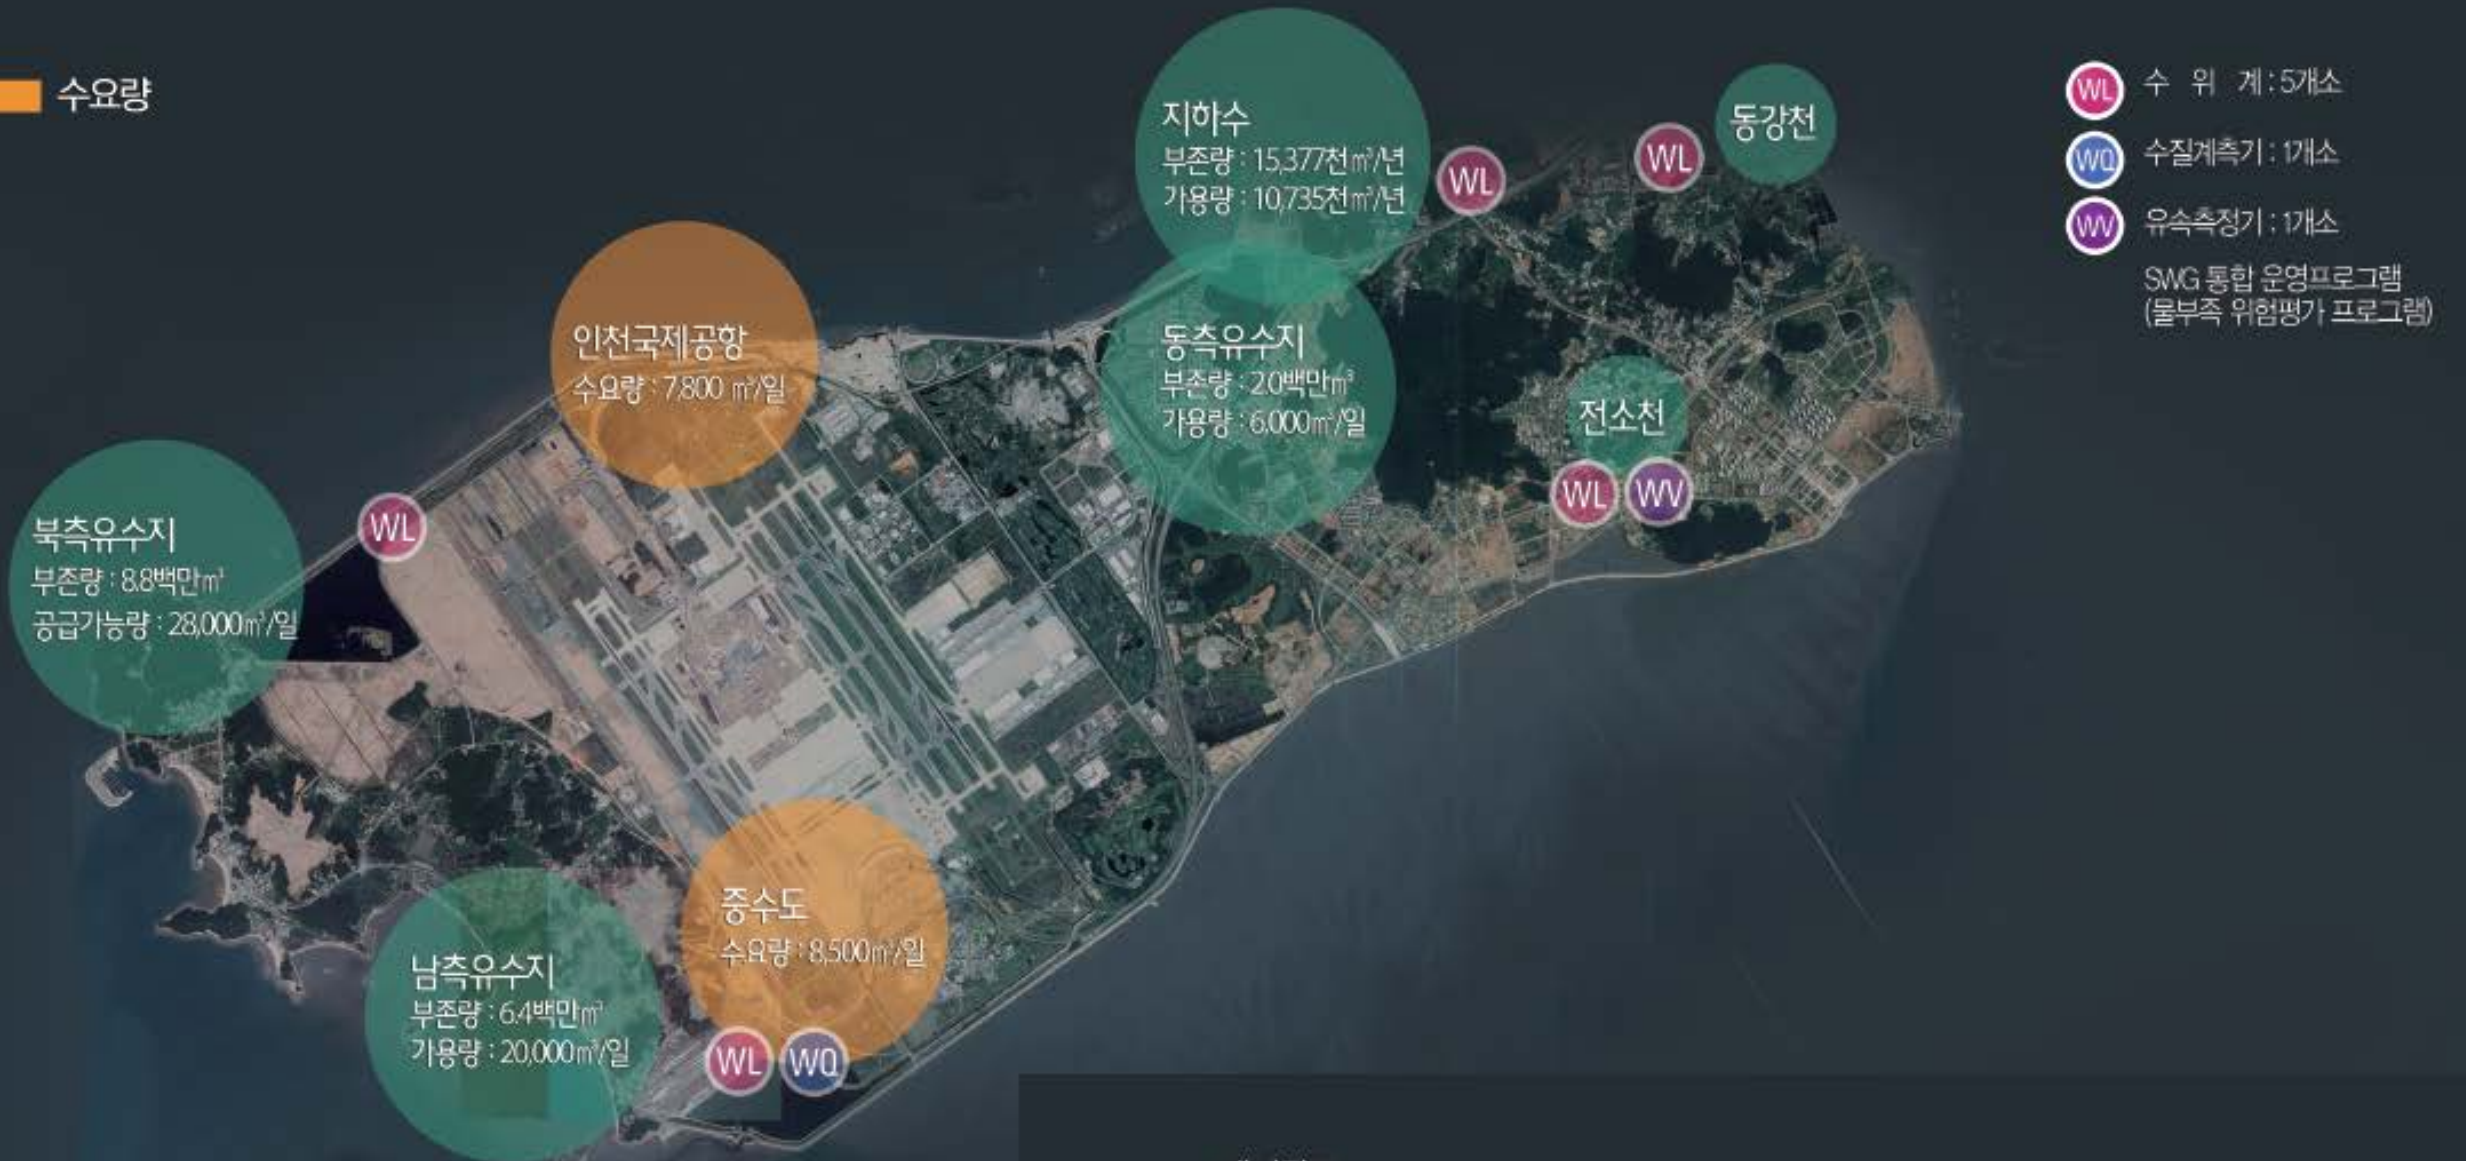 수요량
지하수
부존량 : 15,377천㎥/년
가용량 : 10,735천㎥/년
동강천
WL
WL
WL 수 위 계 : 5개소
WQ 수질계측기 : 1개소
WV 유속측정기 : 1개소
SWG 통합 운영프로그램
(물부족 위험평가 프로그램)
인천국제공항
수요량 : 7,800 ㎥/일
동측유수지
부존량 : 2.0백만㎥
가용량 : 6,000㎥/일
전소천
WL WV
북측유수지
부존량 : 8.8백만㎥
공급가능량 : 28,000㎥/일
WL
중수도
수요량 : 8,500㎥/일
남측유수지
부존량 : 6.4백만㎥
가용량 : 20,000㎥/일
WL WQ